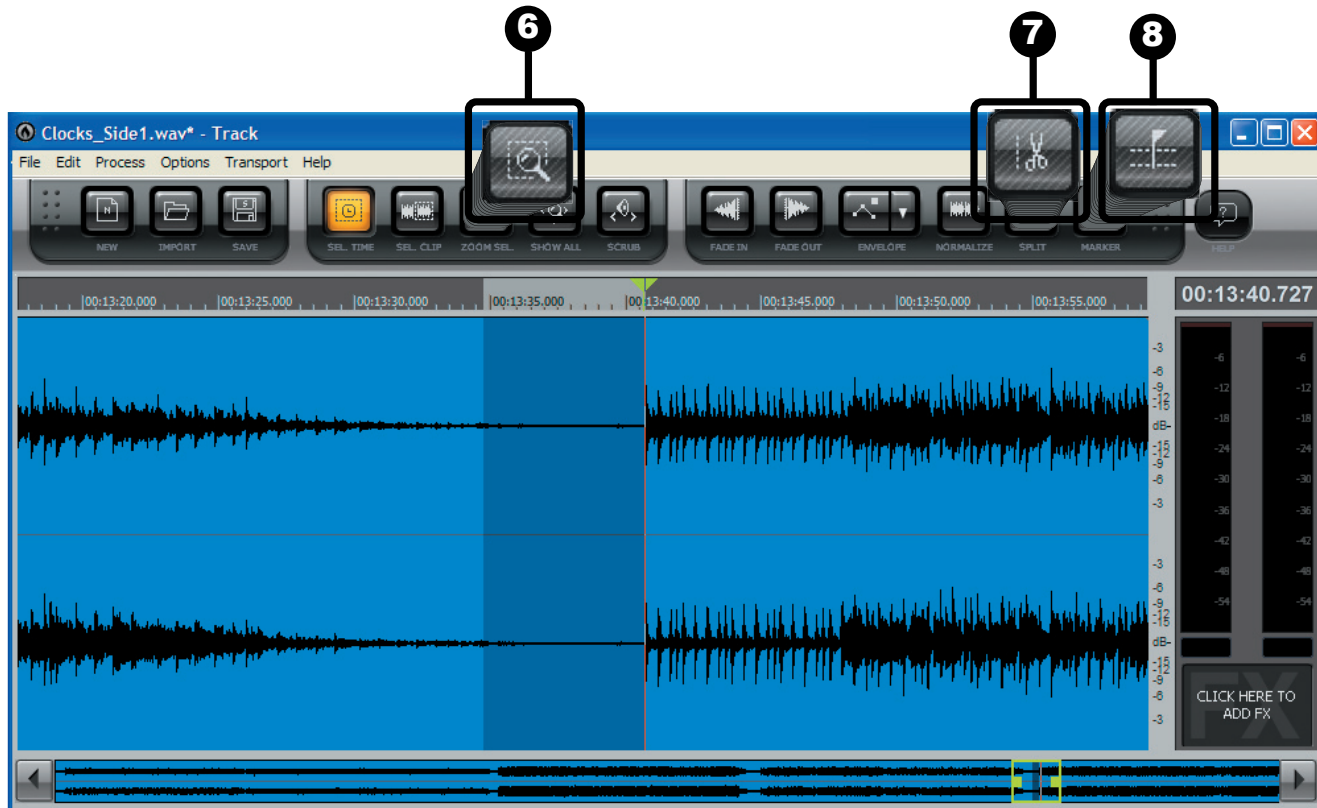 6 7 8
Clocks_Side1.wav* - Track
File Edit Process Options Transport Help
N S ?
NEW IMPORT SAVE SEL. TIME SEL. CLIP ZOOM SEL. SHOW ALL SCRUB FADE IN FADE OUT ENVELOPE NORMALIZE SPLIT MARKER HELP
00:13:20.000 00:13:25.000 00:13:30.000 00:13:35.000 00:13:40.000 00:13:45.000 00:13:50.000 00:13:55.000 00:13:40.727
-3
-6
-9
-12
-15
dB-
-15
-12
-9
-6
-3
-3
-6
-9
-12
-15
dB-
-15
-12
-9
-6
-3
-6 -6
-12 -12
-18 -18
-24 -24
-30 -30
-36 -36
-42 -42
-48 -48
-54 -54
FX
CLICK HERE TO
ADD FX